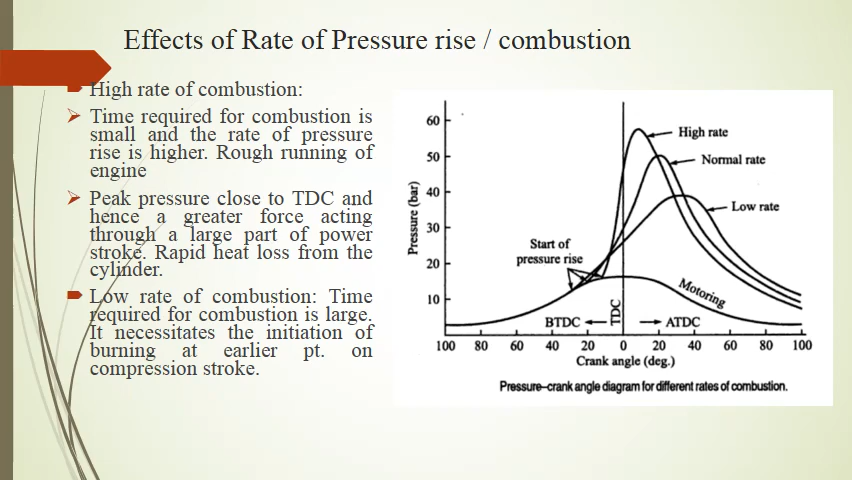 Effects of Rate of Pressure rise / combustion
High rate of combustion:
Time required for combustion is
small and the rate of pressure
rise is higher. Rough running of
engine
Peak pressure close to TDC and
hence a greater force acting
through a large part of power
stroke. Rapid heat loss from the
cylinder.
Low rate of combustion: Time
required for combustion is large.
It necessitates the initiation of
burning at earlier pt. on
compression stroke.
60
50
40
30
20
10
Pressure (bar)
High rate
Normal rate
Low rate
Start of
pressure rise
Motoring
BTDC
TDC
ATDC
100 80 60 40 20 0 20 40 60 80 100
Crank angle (deg.)
Pressure–crank angle diagram for different rates of combustion.